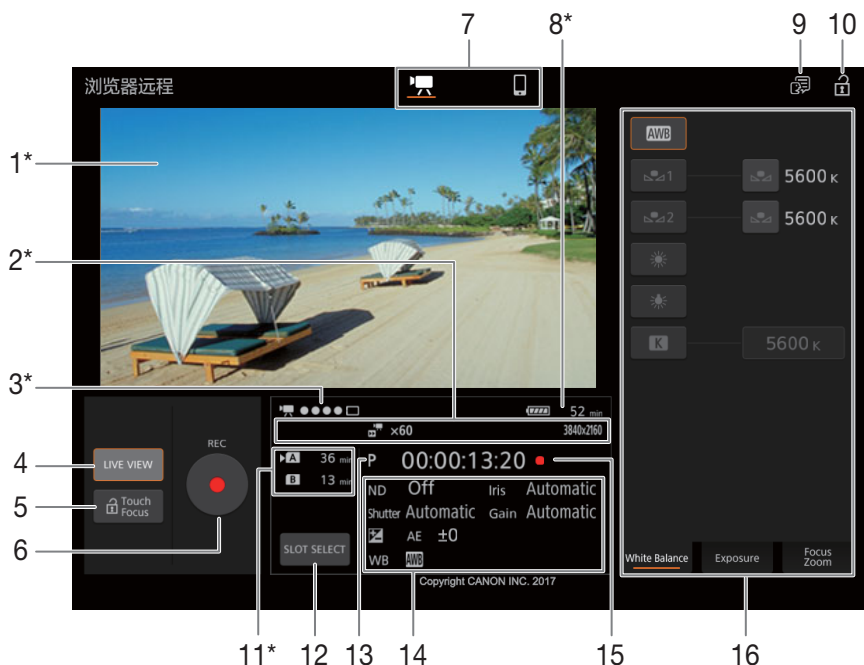 7 8* 9 10
浏览器远程
1*
AWB
1 5600 K
2 5600 K
2*
K 5600 K
3*
52 min
×60 3840x2160
4 LIVE VIEW
REC
A 36 min
P 00:00:13:20
15
B 13 min
5 Touch
Focus
6
ND Off Iris Automatic
Shutter Automatic Gain Automatic
AE ±0
WB AWB
SLOT SELECT
White Balance Exposure Focus
Zoom
Copyright CANON INC. 2017
11* 12 13 14 16